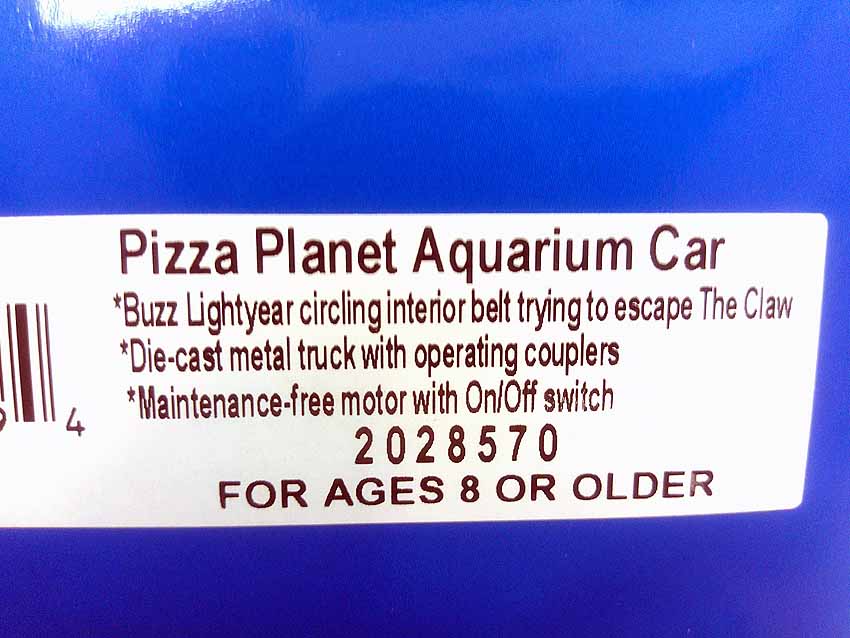 Pizza Planet Aquarium Car
*Buzz Lightyear circling interior belt trying to escape The Claw
*Die-cast metal truck with operating couplers
*Maintenance-free motor with On/Off switch
4
2028570
FOR AGES 8 OR OLDER